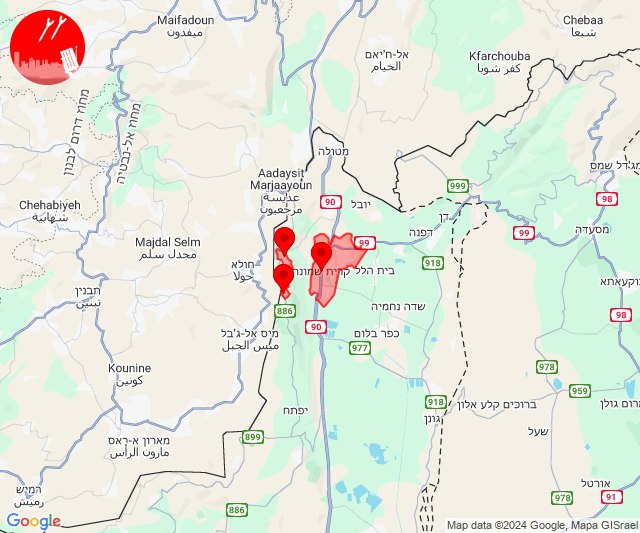 Maifadoun
ميفدون
Chebaa
شبعا
אל-ח'יאם
الخيام
Kfarchouba
كفر شوبا
מחוז דרום לבנון
מחוז אל-נבטיה
מטולה
מג'דל שמס
Aadaysit
Marjaayoun
عديسة
مرجعيون
999
98
90
יובל
דן
Chehabiyeh
شهابية
דפנה
99
מסעדה
Majdal Selm
مجدل سلم
99
חולא
حولا
קרית שמונה
בית הלל
918
בוקעאתא
תבנין
تبنين
886
שדה נחמיה
98
90
מיס אל-ג'בל
ميس الجبل
כפר בלום
977
Kounine
كونين
978
959
918
ברוכים קלע אלון
רום גולן
יפתח
גונן
מארון א-ראס
مارون الراس
899
שעל
הרמיש
رميش
886
978
אורטל
91
Google
Map data ©2024 Google, Mapa GISrael